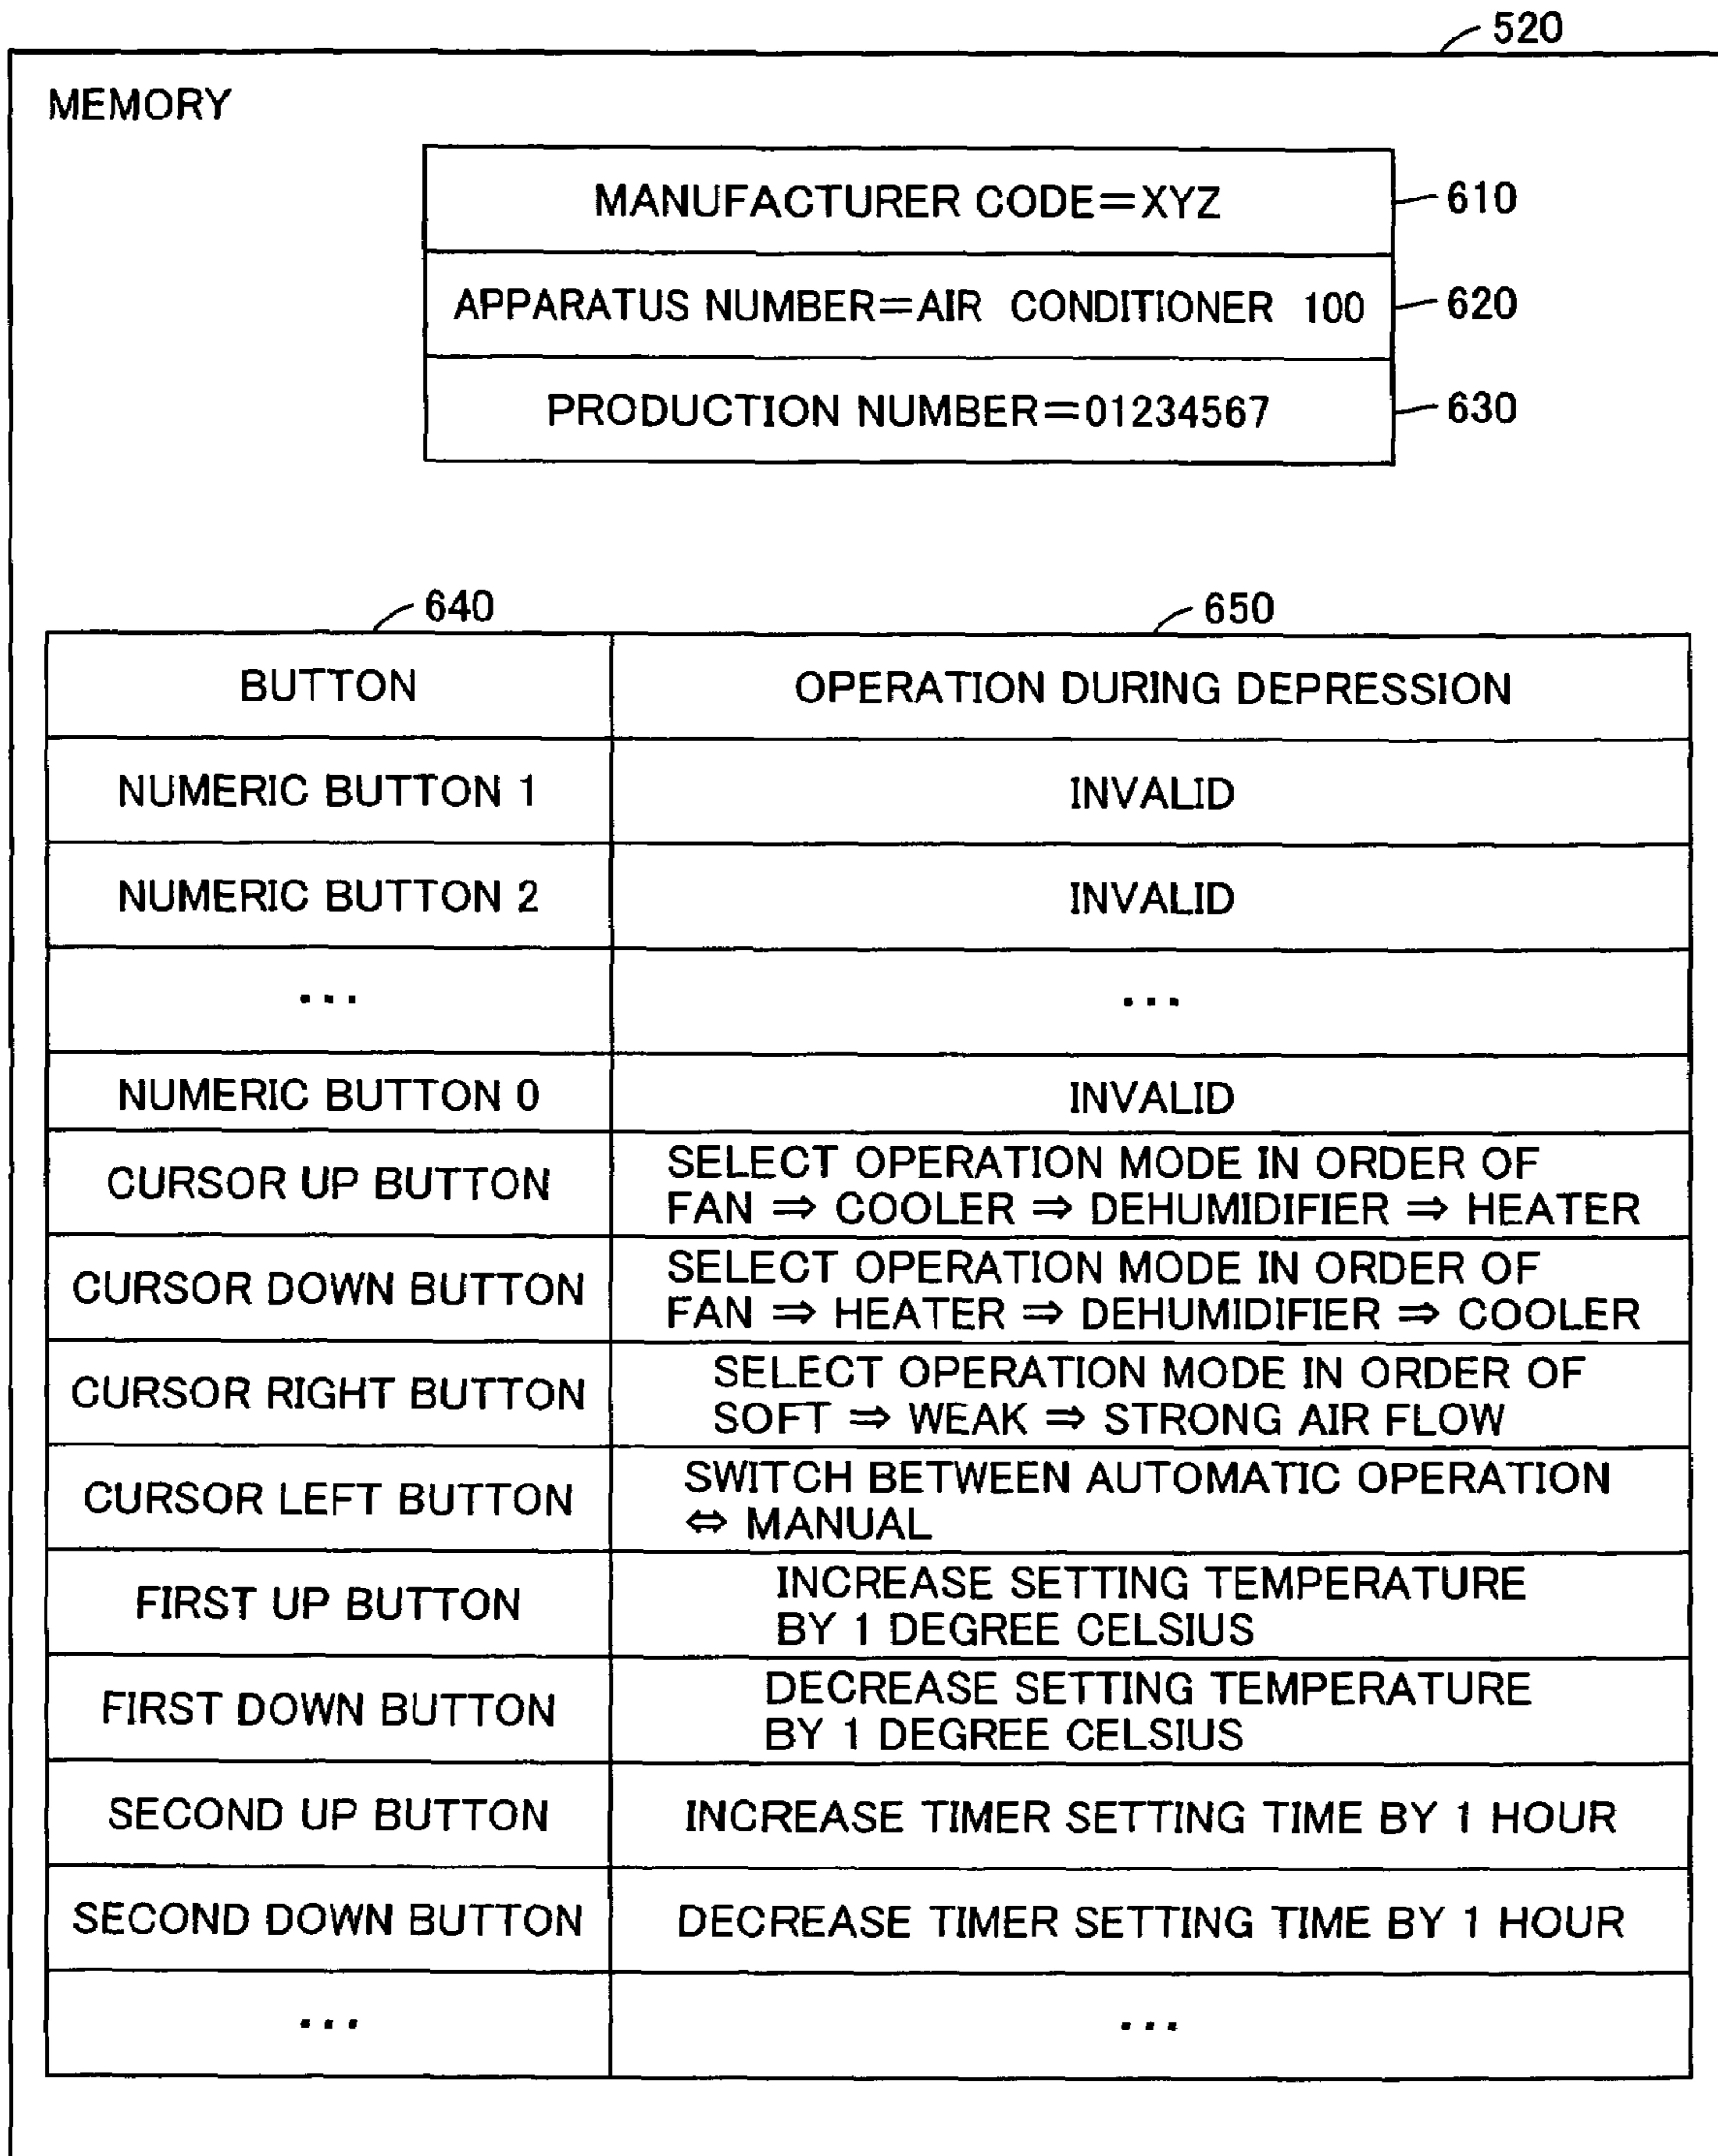 520
MEMORY
MANUFACTURER CODE=XYZ
610
APPARATUS NUMBER=AIR CONDITIONER 100
620
PRODUCTION NUMBER=01234567
630
640
650
BUTTON
OPERATION DURING DEPRESSION
NUMERIC BUTTON 1
INVALID
NUMERIC BUTTON 2
INVALID
...
...
NUMERIC BUTTON 0
INVALID
CURSOR UP BUTTON
SELECT OPERATION MODE IN ORDER OF
FAN ⇒ COOLER ⇒ DEHUMIDIFIER ⇒ HEATER
CURSOR DOWN BUTTON
SELECT OPERATION MODE IN ORDER OF
FAN ⇒ HEATER ⇒ DEHUMIDIFIER ⇒ COOLER
CURSOR RIGHT BUTTON
SELECT OPERATION MODE IN ORDER OF
SOFT ⇒ WEAK ⇒ STRONG AIR FLOW
CURSOR LEFT BUTTON
SWITCH BETWEEN AUTOMATIC OPERATION
⇔ MANUAL
FIRST UP BUTTON
INCREASE SETTING TEMPERATURE
BY 1 DEGREE CELSIUS
FIRST DOWN BUTTON
DECREASE SETTING TEMPERATURE
BY 1 DEGREE CELSIUS
SECOND UP BUTTON
INCREASE TIMER SETTING TIME BY 1 HOUR
SECOND DOWN BUTTON
DECREASE TIMER SETTING TIME BY 1 HOUR
...
...